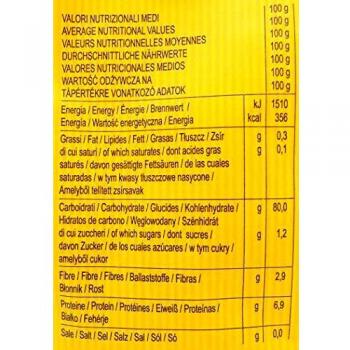 VALORI NUTRIZIONALI MEDI 100 g
AVERAGE NUTRITIONAL VALUES 100 g
VALEURS NUTRITIONNELLES MOYENNES 100 g
DURCHSCHNITTLICHE NÄHRWERTE 100 g
VALORES NUTRICIONALES MEDIOS 100 g
WARTOŚĆ ODŻYWCZA NA 100 g
TÁPÉRTÉKRE VONATKOZÓ ADATOK 100 g
Energia / Energy / Énergie / Brennwert / kJ 1510
Energía / Wartość energetyczna / Energia kcal 356
Grassi / Fat / Lipides / Fett / Grasas / Tłuszcz / Zsír g 0,3
di cui saturi / of which saturates / dont acides gras g 0,1
saturés / davon gesättigte Fettsäuren / de las cuales
saturadas / w tym kwasy tłuszczowe nasycone /
Amelyből telített zsírsavak
Carboidrati / Carbohydrate / Glucides / Kohlenhydrate / g 80,0
Hidratos de carbono / Węglowodany / Szénhidrát
di cui zuccheri / of which sugars / dont sucres / g 1,2
davon Zucker / de los cuales azúcares / w tym cukry /
amelyből cukor
Fibre / Fibre / Fibres / Ballaststoffe / Fibras / g 2,9
Błonnik / Rost
Proteine / Protein / Protéines / Eiweiß / Proteínas / g 6,9
Białko / Fehérje
Sale / Salt / Sel / Salz / Sal / Sól / Só g 0,0